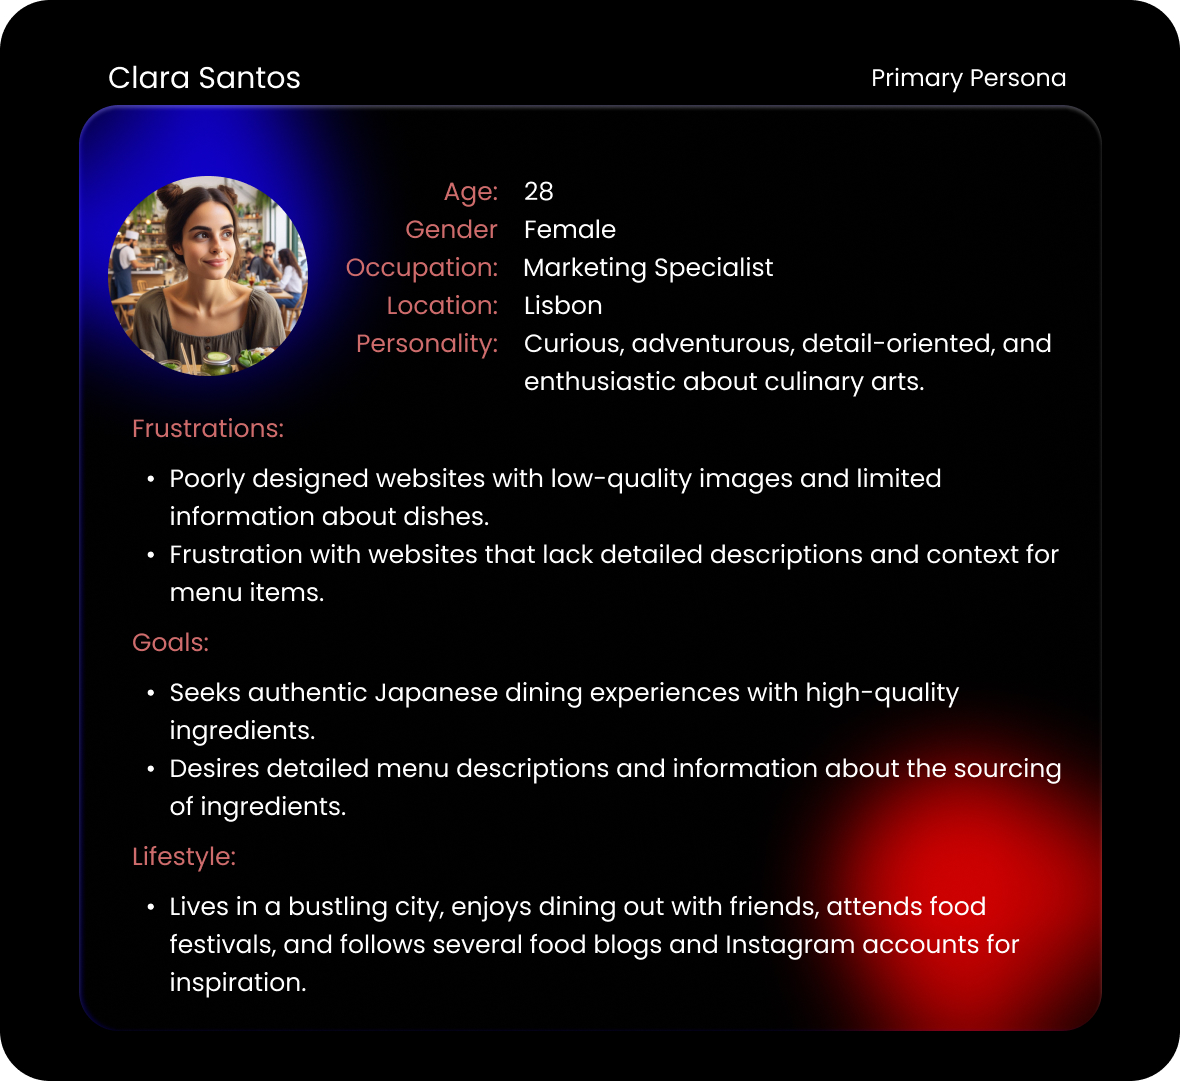 Clara Santos
Primary Persona
Age: 28
Gender Female
Occupation: Marketing Specialist
Location: Lisbon
Personality: Curious, adventurous, detail-oriented, and
enthusiastic about culinary arts.
Frustrations:
• Poorly designed websites with low-quality images and limited
information about dishes.
• Frustration with websites that lack detailed descriptions and context for
menu items.
Goals:
• Seeks authentic Japanese dining experiences with high-quality
ingredients.
• Desires detailed menu descriptions and information about the sourcing
of ingredients.
Lifestyle:
• Lives in a bustling city, enjoys dining out with friends, attends food
festivals, and follows several food blogs and Instagram accounts for
inspiration.